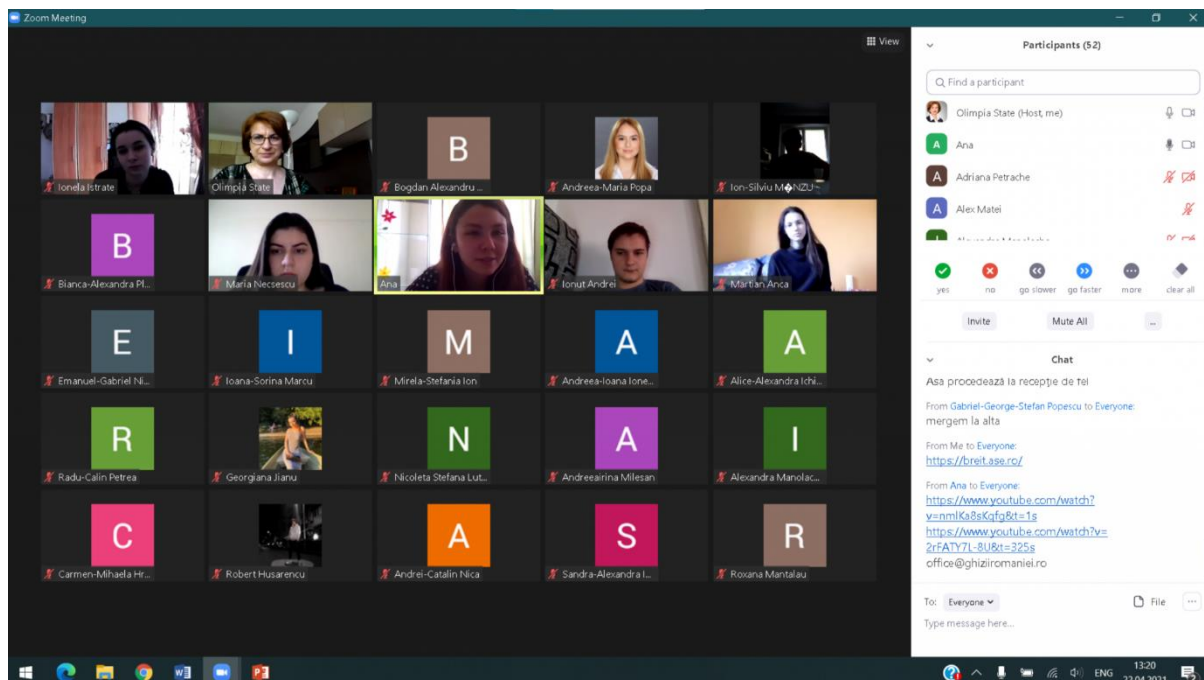 Zoom Meeting
View
Ionela Istrate
Olimpia State
B
Bogdan Alexandru ...
Andreea-Maria Popa
Ion-Silviu M�NZU
B
Bianca-Alexandra Pl...
Maria Necsescu
Ana
Ionut Andrei
Martian Anca
E
Emanuel-Gabriel Ni...
I
Ioana-Sorina Marcu
M
Mirela-Stefania Ion
A
Andreea-Ioana Ione...
A
Alice-Alexandra Ichi...
R
Radu-Calin Petrea
Georgiana Jianu
N
Nicoleta Stefana Lut...
A
Andreeairina Milesan
I
Alexandra Manolac...
C
Carmen-Mihaela Hr...
Robert Husarencu
A
Andrei-Catalin Nica
S
Sandra-Alexandra I...
R
Roxana Mantalau
Participants (52)
Find a participant
Olimpia State (Host, me)
A Ana
A Adriana Petrache
A Alex Matei
yes no go slower go faster more clear all
Invite Mute All ...
Chat
Asa procedează la recepție de fel
From Gabriel-George-Stefan Popescu to Everyone:
mergem la alta
From Me to Everyone:
https://breit.ase.ro/
From Ana to Everyone:
https://www.youtube.com/watch?
v=nmlKa8sKqfg&t=1s
https://www.youtube.com/watch?v=
2rFATY7L-8U&t=325s
office@ghiziiromaniei.ro
To: Everyone File ...
Type message here...
ENG 13:20
22.04.2021